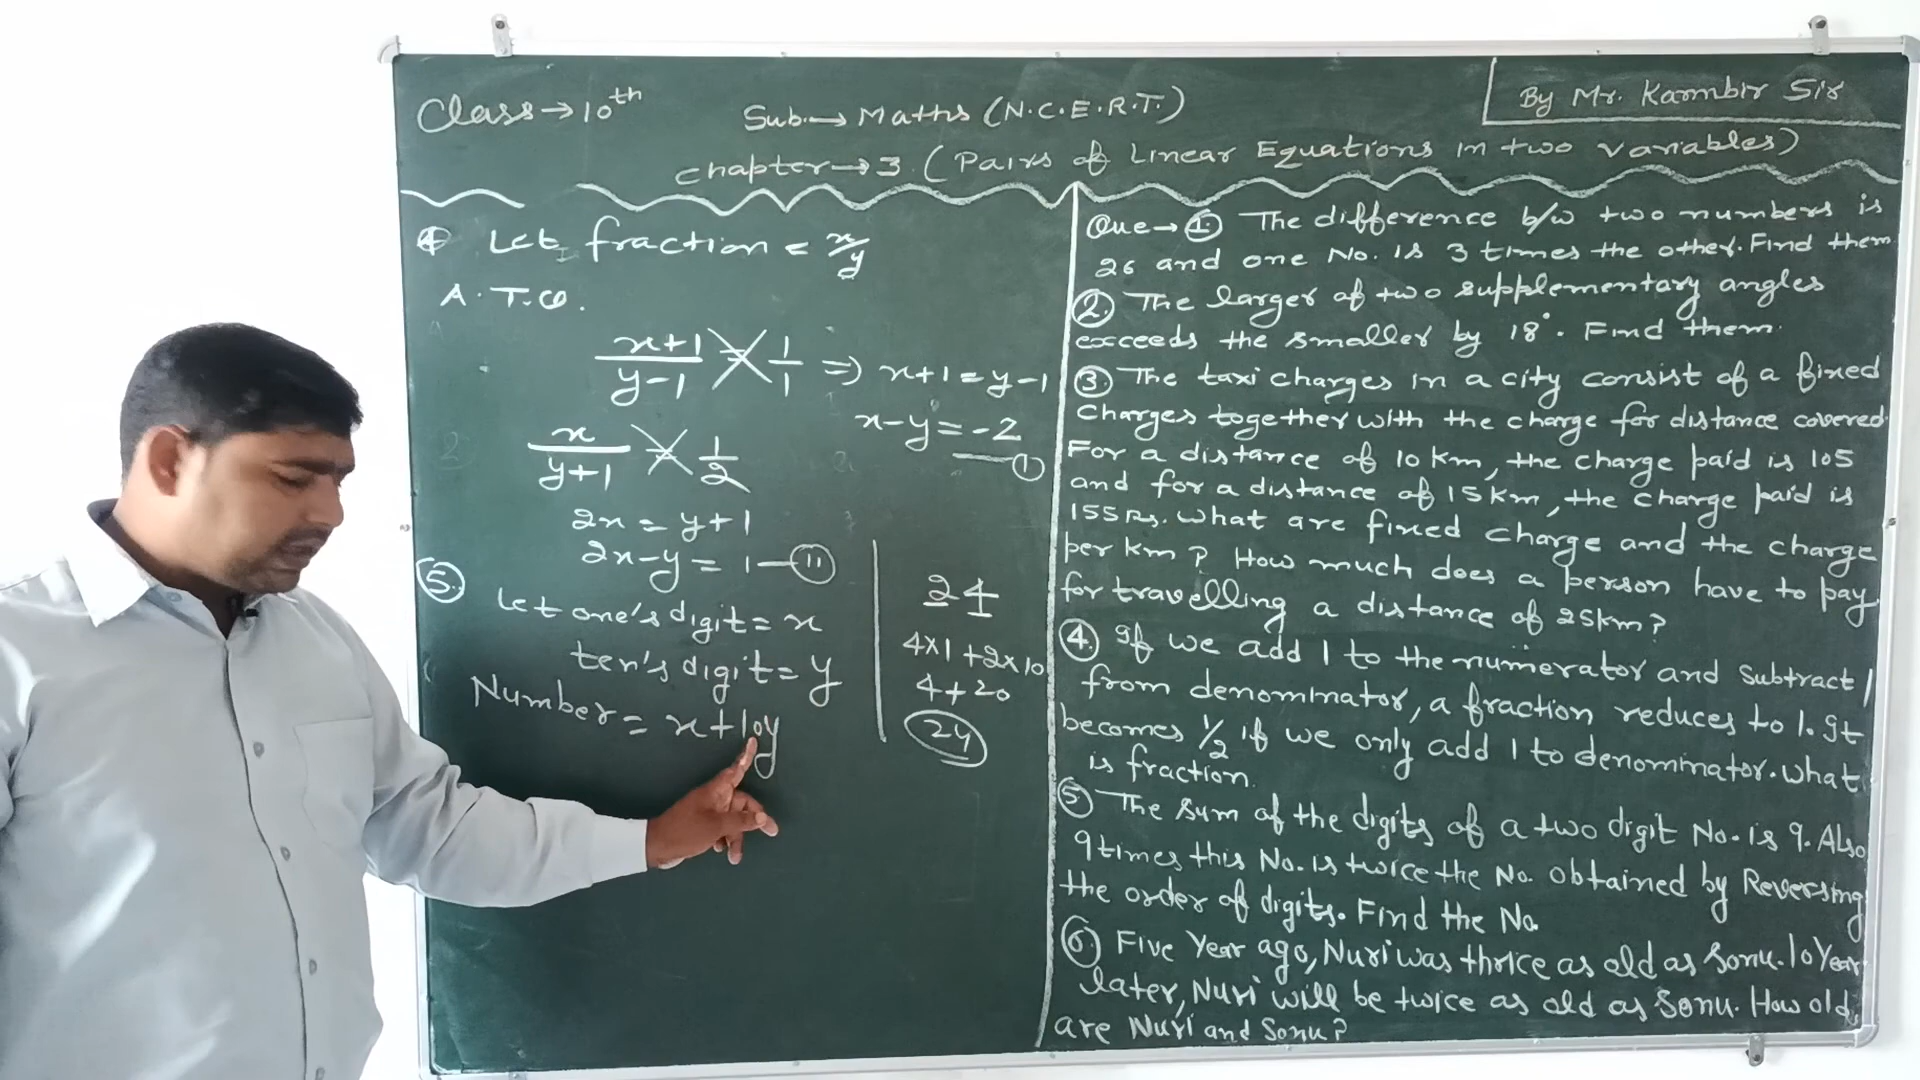 Class→10th
Sub.→Maths (N.C.E.R.T.)
By Mr. Karmbir Sir
Chapter→3. (Pairs of Linear Equations in two variables)
④ Let fraction = x/y
A.T.Q.
x+1/y-1 = 1/1 => x+1=y-1
x-y=-2 —①
x/y+1 = 1/2
2x=y+1
2x-y=1—⑪
⑤. Let one's digit=x
ten's digit=y
Number=x+10y
24
4x1+2x10
4+20
24
Que→①. The difference b/w two numbers is
26 and one No. is 3 times the other. Find them
②. The larger of two supplementary angles
exceeds the smaller by 18°. Find them.
③. The taxi charges in a city consist of a fixed
Charges together with the charge for distance covered.
For a distance of 10 Km, the charge paid is 105
and for a distance of 15 Km, the charge paid is
155 Rs. What are fixed charge and the charge
per Km? How much does a person have to pay
for travelling a distance of 25km?
④. If we add 1 to the numerator and subtract 1
from denominator, a fraction reduces to 1. It
becomes 1/2 if we only add 1 to denominator. What
is fraction.
⑤ The sum of the digits of a two digit No. is 9. Also
9 times this No. is twice the No. obtained by Reversing
the order of digits. Find the No.
⑥ Five Year ago, Nuri was thrice as old as Sonu. 10 Year
later, Nuri will be twice as old as Sonu. How old
are Nuri and Sonu?